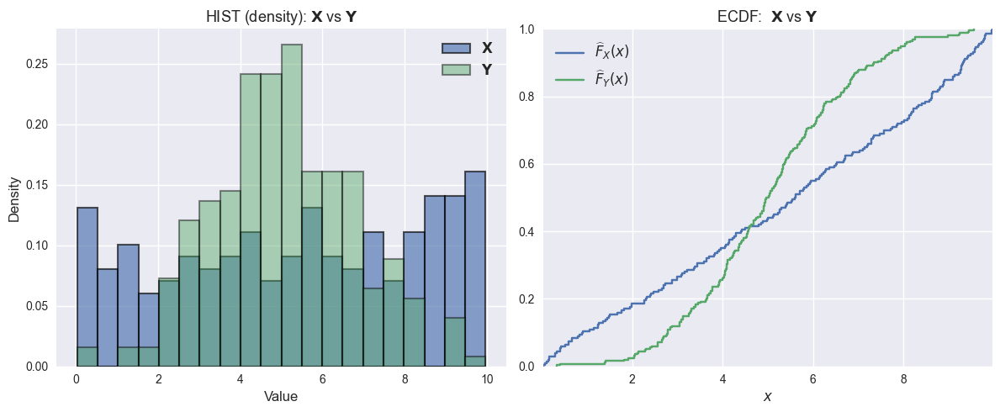 HIST (density): X vs Y
X
Y
0.25
0.20
0.15
0.10
0.05
0.00
Density
0 2 4 6 8 10
Value
ECDF: X vs Y
F̂_X(x)
F̂_Y(x)
1.0
0.8
0.6
0.4
0.2
0.0
2 4 6 8
x